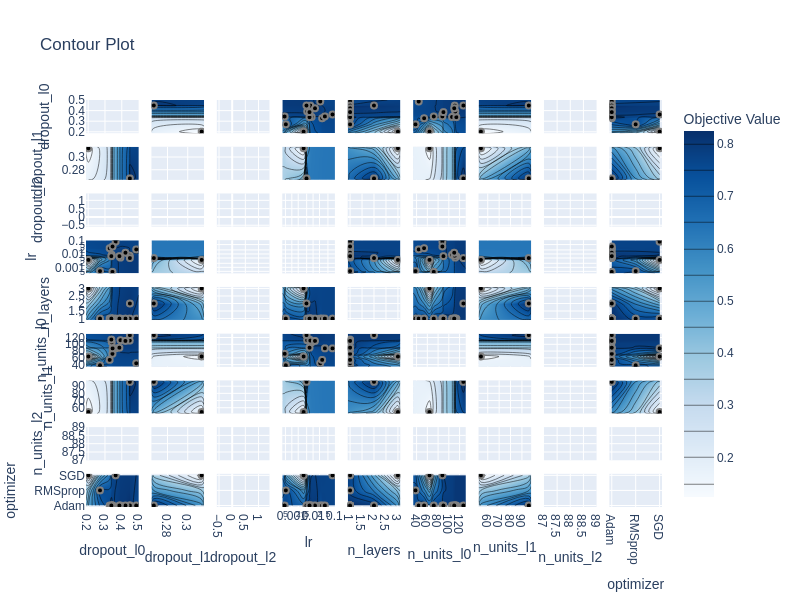 Contour Plot
Objective Value
0.8
0.7
0.6
0.5
0.4
0.3
0.2
dropout_l0
0.5
0.4
0.3
0.2
dropout_l1
0.3
0.28
dropout_l2
1
0.5
0
−0.5
lr
0.1
0.01
0.001
n_layers
3
2.5
2
1.5
1
n_units_l0
120
100
80
60
40
n_units_l1
90
80
70
60
n_units_l2
89
88.5
88
87.5
87
optimizer
SGD
RMSprop
Adam
0.2
0.3
0.4
0.5
dropout_l0
0.28
0.3
dropout_l1
−0.5
0
0.5
1
dropout_l2
0.1
lr
1
2
3
n_layers
40
60
80
100
120
n_units_l0
60
70
80
90
n_units_l1
87
87.5
88
88.5
89
n_units_l2
Adam
RMSprop
SGD
optimizer